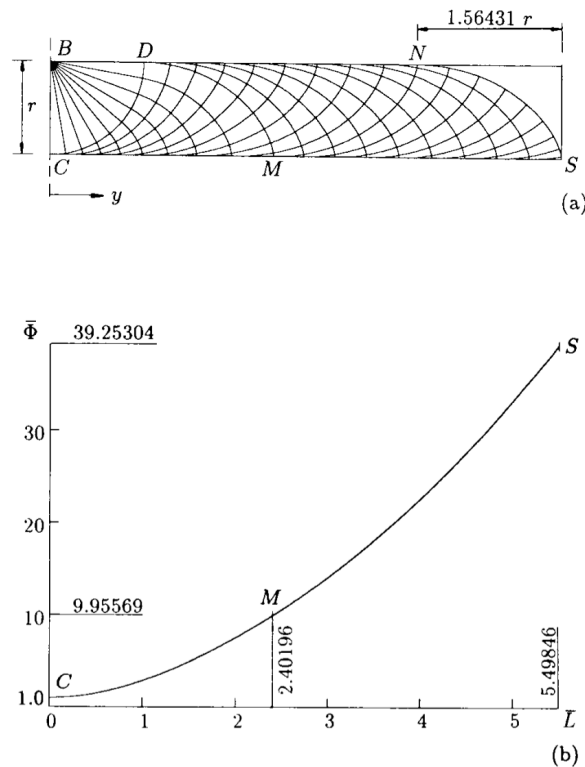 1.56431 r
B D N
r
C M S
y
(a)
Φ̄ 39.25304
S
30
20
M
10 9.95569
2.40196
5.49846
1.0 C
0 1 2 3 4 5 L̄
(b)